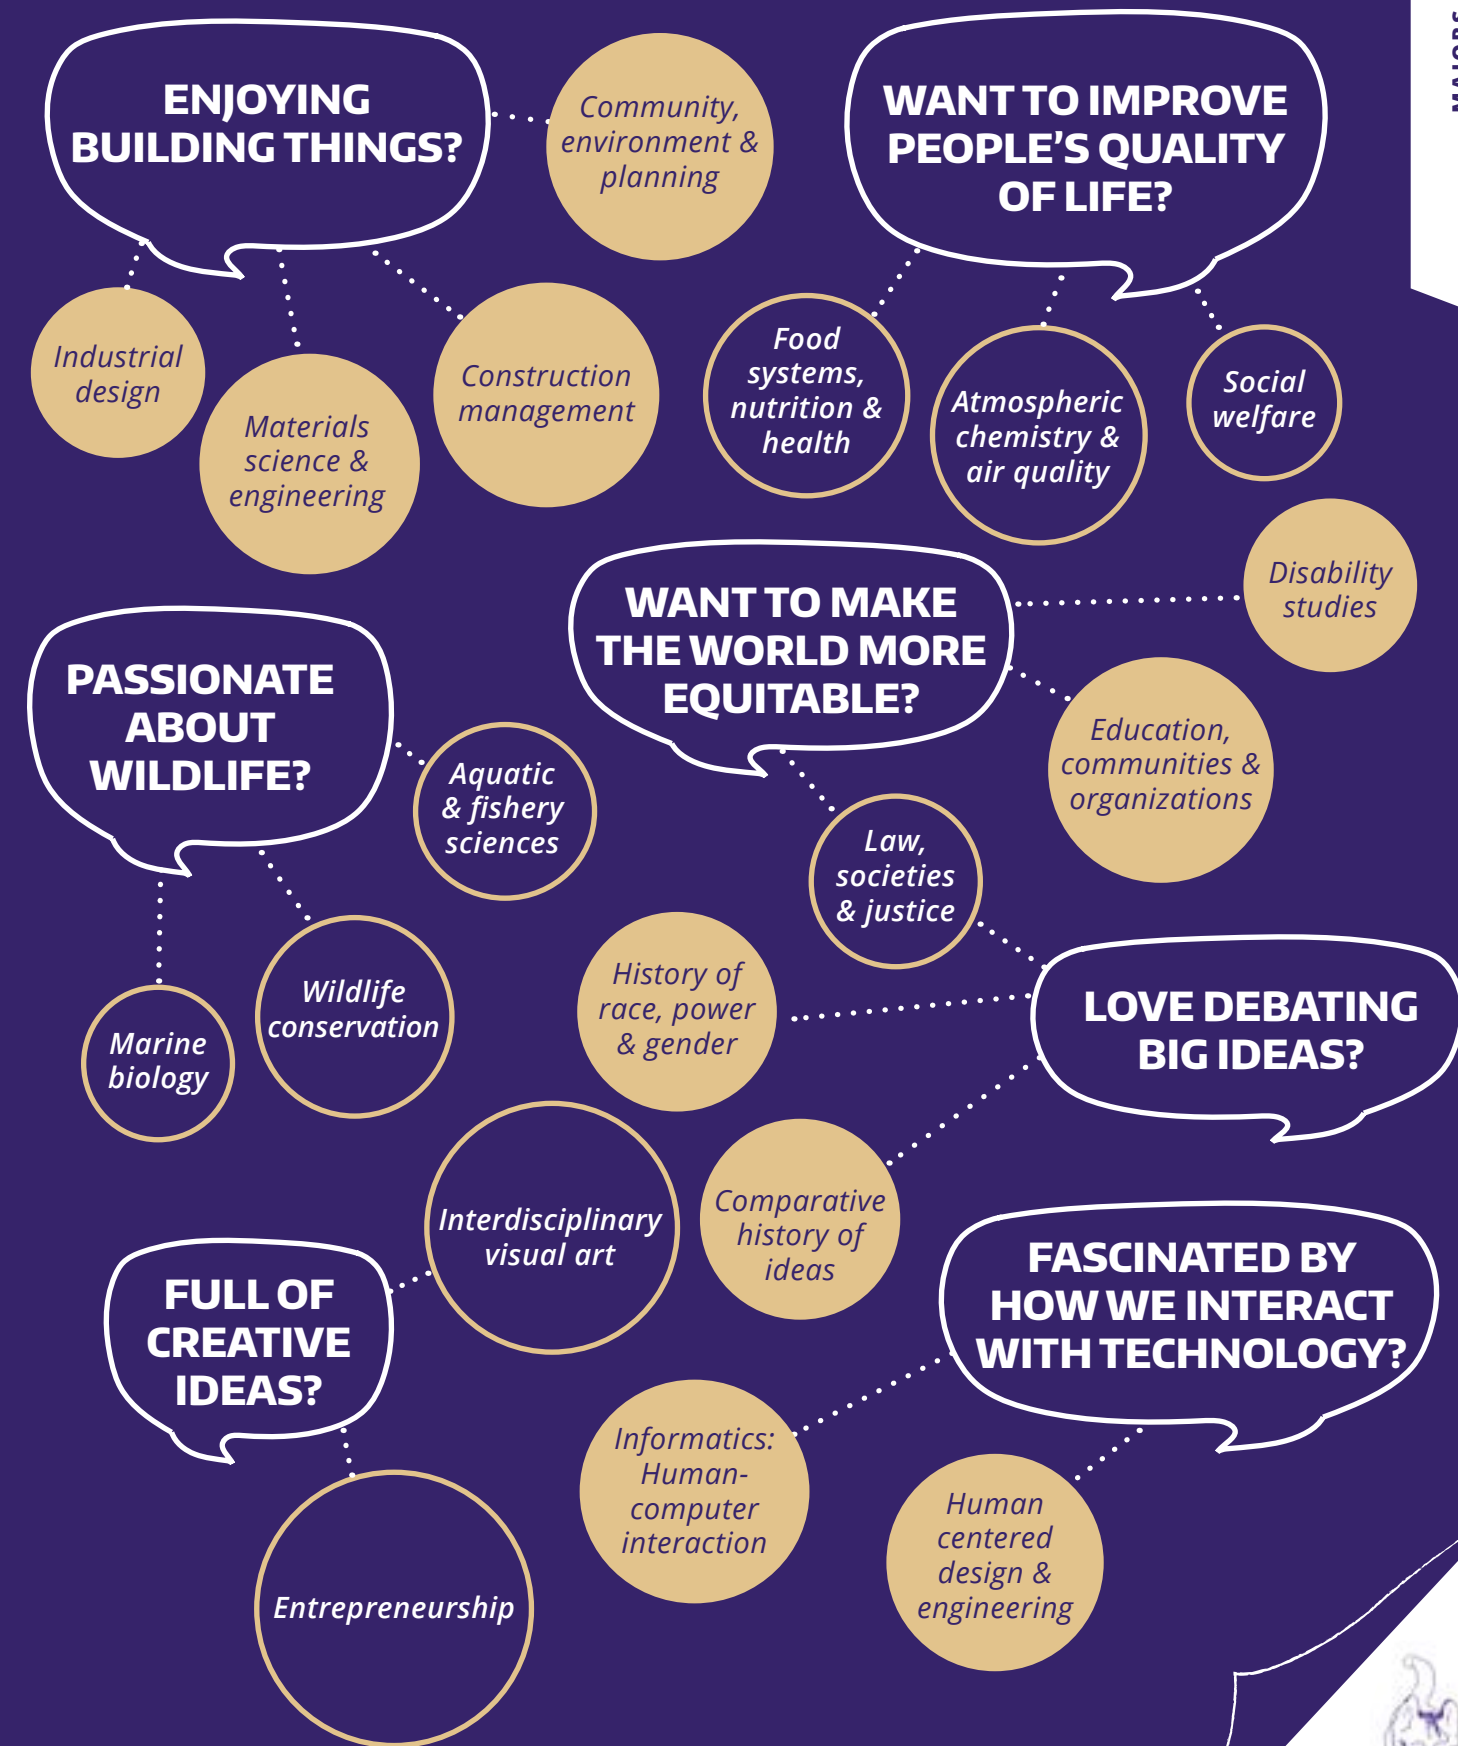 MAJORS
ENJOYING
BUILDING THINGS?
Community,
environment &
planning
Industrial
design
Materials
science &
engineering
Construction
management
WANT TO IMPROVE
PEOPLE'S QUALITY
OF LIFE?
Food
systems,
nutrition &
health
Atmospheric
chemistry &
air quality
Social
welfare
WANT TO MAKE
THE WORLD MORE
EQUITABLE?
Disability
studies
Education,
communities &
organizations
Law,
societies
& justice
PASSIONATE
ABOUT
WILDLIFE?
Aquatic
& fishery
sciences
Wildlife
conservation
Marine
biology
LOVE DEBATING
BIG IDEAS?
History of
race, power
& gender
Comparative
history of
ideas
FULL OF
CREATIVE
IDEAS?
Interdisciplinary
visual art
Entrepreneurship
FASCINATED BY
HOW WE INTERACT
WITH TECHNOLOGY?
Informatics:
Human-
computer
interaction
Human
centered
design &
engineering